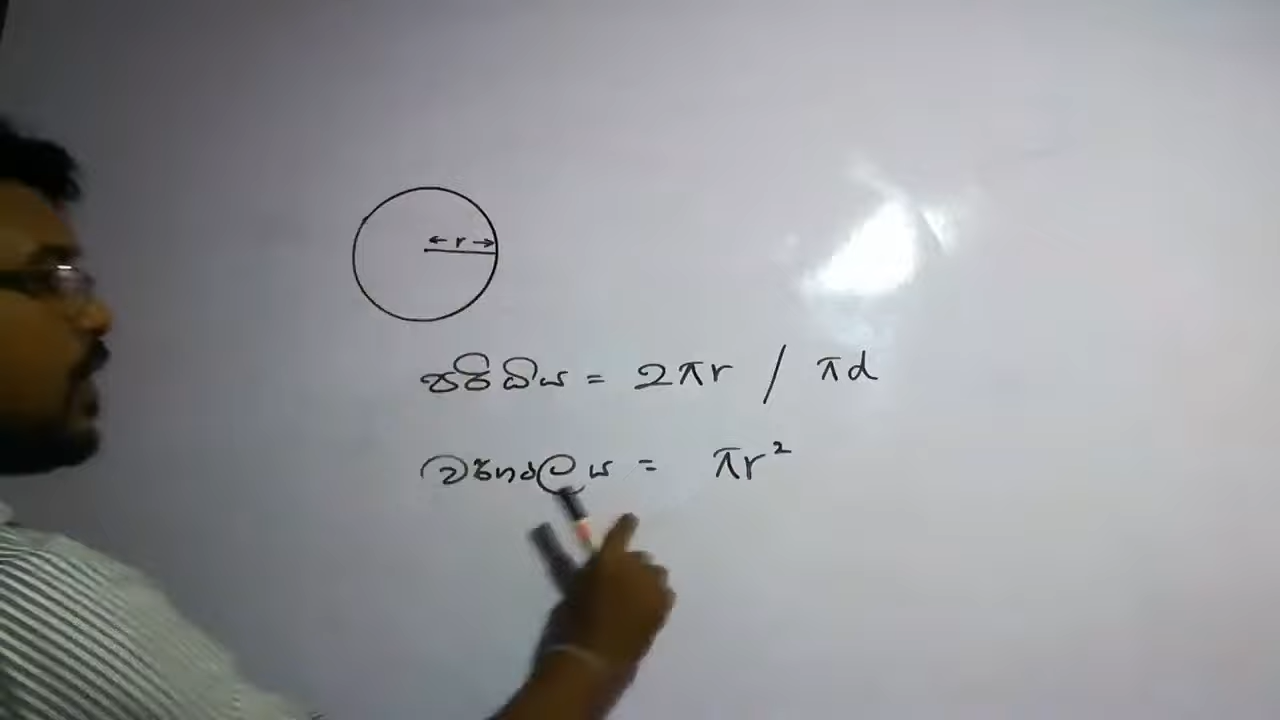 ← r →
පරිධිය = 2πr / πd
වර්ගඵලය = πr²